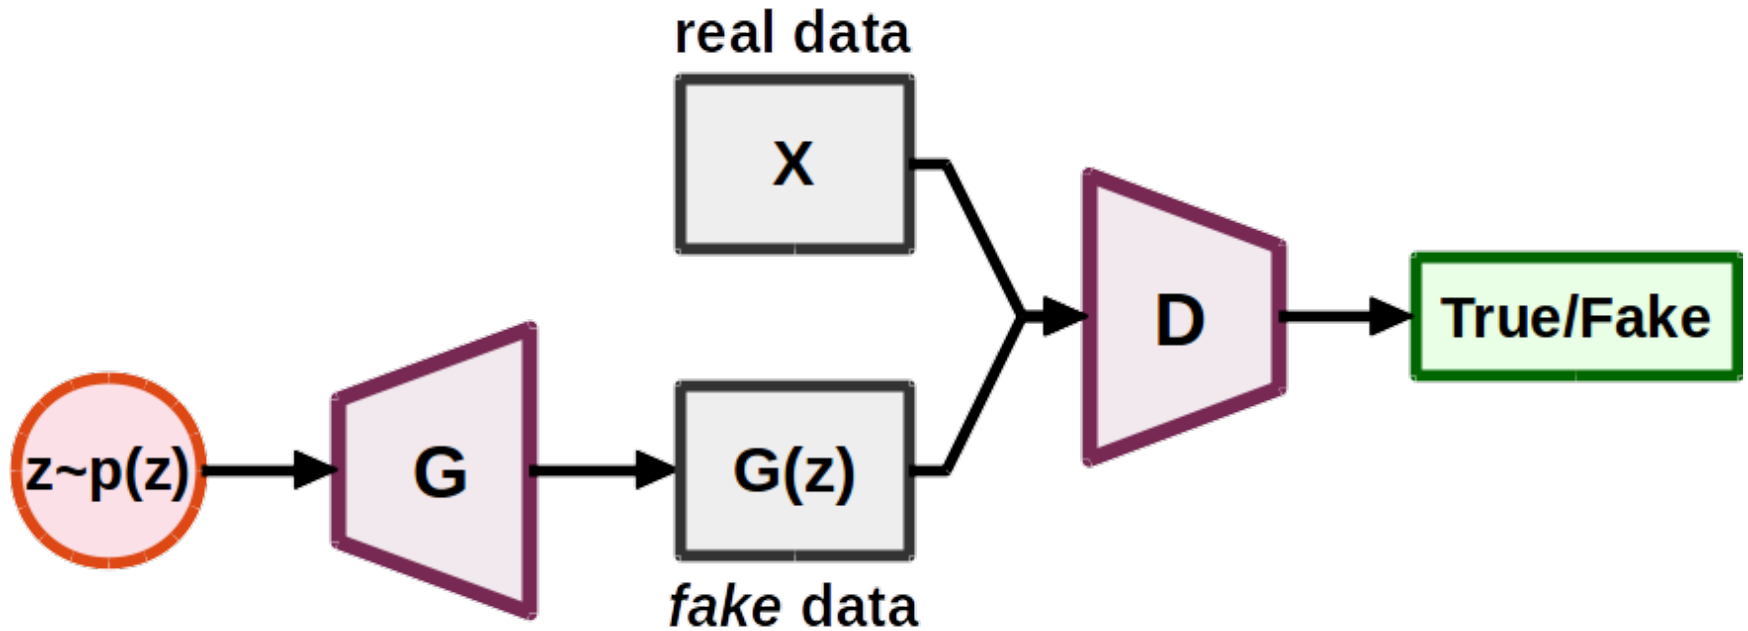 real data
X
D
True/Fake
z~p(z)
G
G(z)
fake data